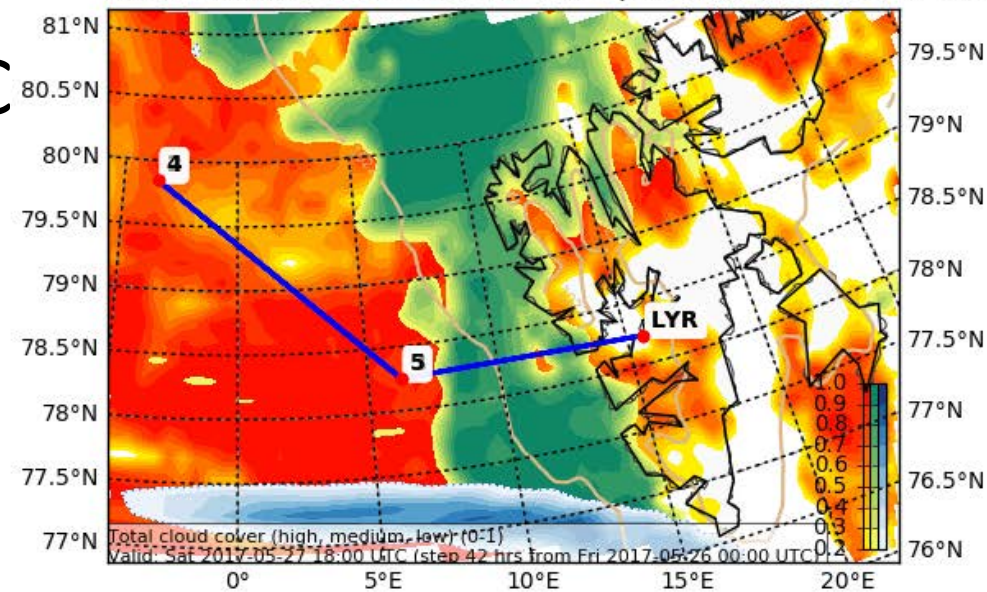 81°N
80.5°N
80°N
79.5°N
79°N
78.5°N
78°N
77.5°N
77°N
79.5°N
79°N
78.5°N
78°N
77.5°N
77°N
76.5°N
76°N
4
5
LYR
1.0
0.9
0.8
0.7
0.6
0.5
0.4
0.3
0.2
Total cloud cover (high, medium, low) (0-1)
Valid: Sat 2017-05-27 18:00 UTC (step 42 hrs from Fri 2017-05-26 00:00 UTC)
0° 5°E 10°E 15°E 20°E